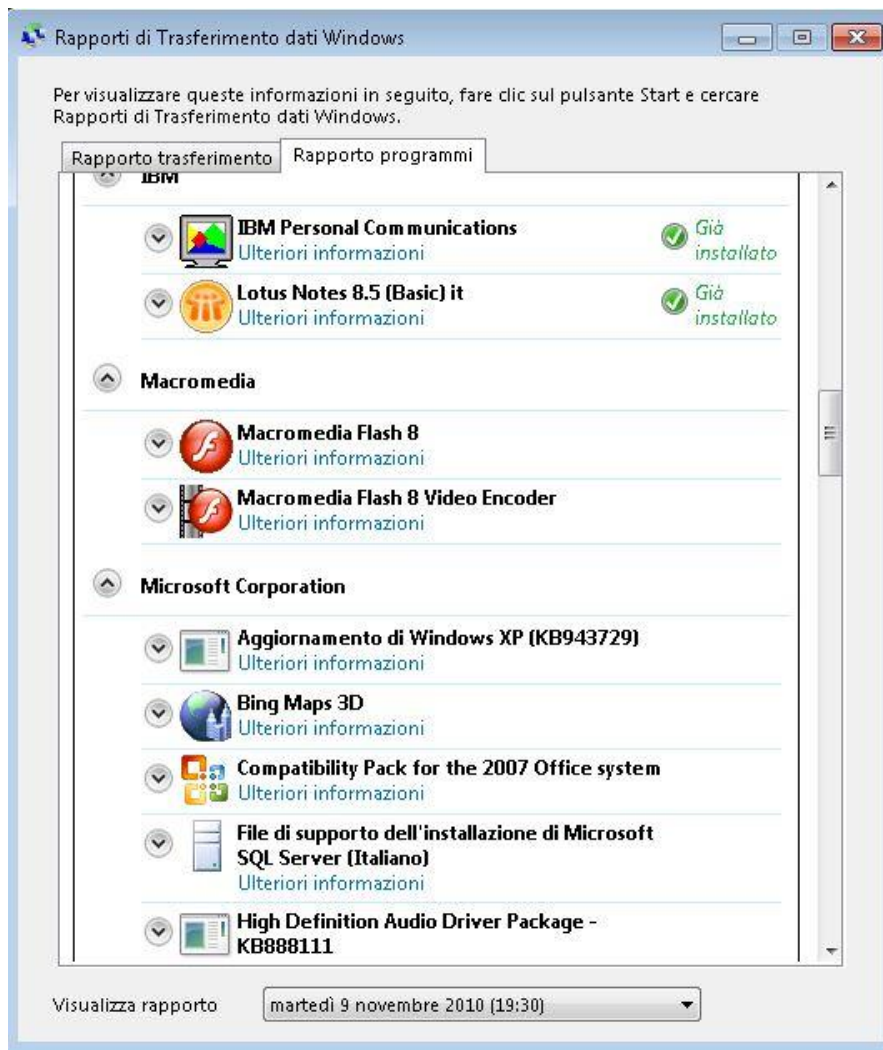 Rapporti di Trasferimento dati Windows
Per visualizzare queste informazioni in seguito, fare clic sul pulsante Start e cercare
Rapporti di Trasferimento dati Windows.
Rapporto trasferimento
Rapporto programmi
IBM
IBM Personal Communications
Ulteriori informazioni
Già
installato
Lotus Notes 8.5 (Basic) it
Ulteriori informazioni
Già
installato
Macromedia
Macromedia Flash 8
Ulteriori informazioni
Macromedia Flash 8 Video Encoder
Ulteriori informazioni
Microsoft Corporation
Aggiornamento di Windows XP (KB943729)
Ulteriori informazioni
Bing Maps 3D
Ulteriori informazioni
Compatibility Pack for the 2007 Office system
Ulteriori informazioni
File di supporto dell'installazione di Microsoft
SQL Server (Italiano)
Ulteriori informazioni
High Definition Audio Driver Package -
KB888111
Visualizza rapporto
martedì 9 novembre 2010 (19:30)